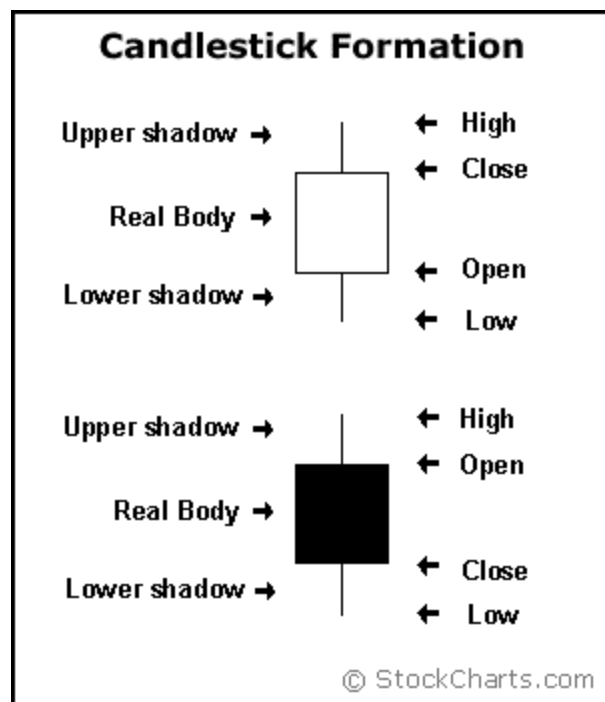 Candlestick Formation
Upper shadow → ← High
← Close
Real Body →
← Open
Lower shadow →
← Low
Upper shadow → ← High
← Open
Real Body →
← Close
Lower shadow →
← Low
© StockCharts.com